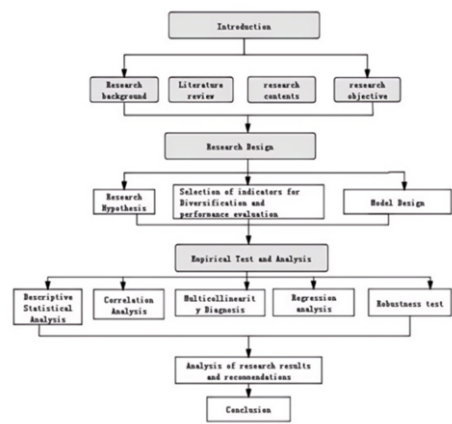 Introduction
Research
background
Literature
review
research
contents
research
objective
Research Design
Research
Hypothesis
Selection of indicators for
Diversification and
performance evaluation
Model Design
Empirical Test and Analysis
Descriptive
Statistical
Analysis
Correlation
Analysis
Multicollinearit
y Diagnosis
Regression
analysis
Robustness test
Analysis of research results
and recommendations
Conclusion